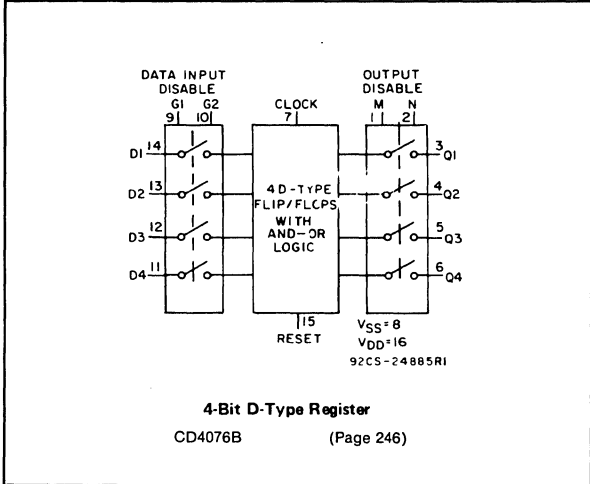 DATA INPUT
DISABLE
G1 G2
9 10
CLOCK
7
OUTPUT
DISABLE
M N
1 2
D1 14
D2 13
D3 12
D4 11
4 D-TYPE
FLIP/FLOPS
WITH
AND-OR
LOGIC
3 Q1
4 Q2
5 Q3
6 Q4
15
RESET
VSS=8
VDD=16
92CS-24885R1
4-Bit D-Type Register
CD4076B (Page 246)